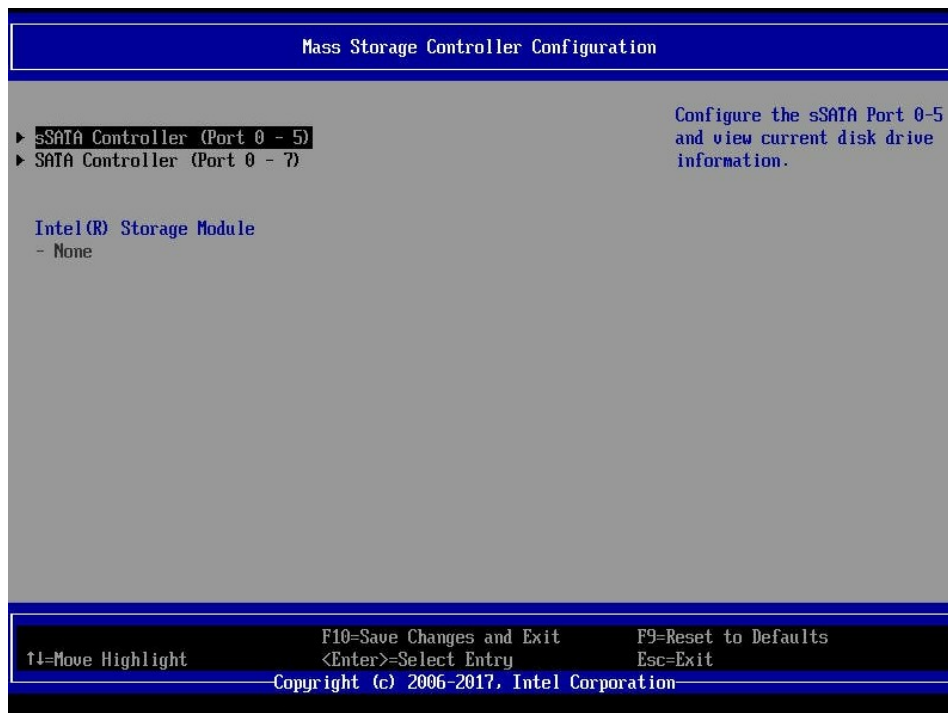 Mass Storage Controller Configuration
▶ sSATA Controller (Port 0 - 5)
▶ SATA Controller (Port 0 - 7)
Intel(R) Storage Module
- None
Configure the sSATA Port 0-5
and view current disk drive
information.
F10=Save Changes and Exit F9=Reset to Defaults
↑↓=Move Highlight <Enter>=Select Entry Esc=Exit
Copyright (c) 2006-2017, Intel Corporation